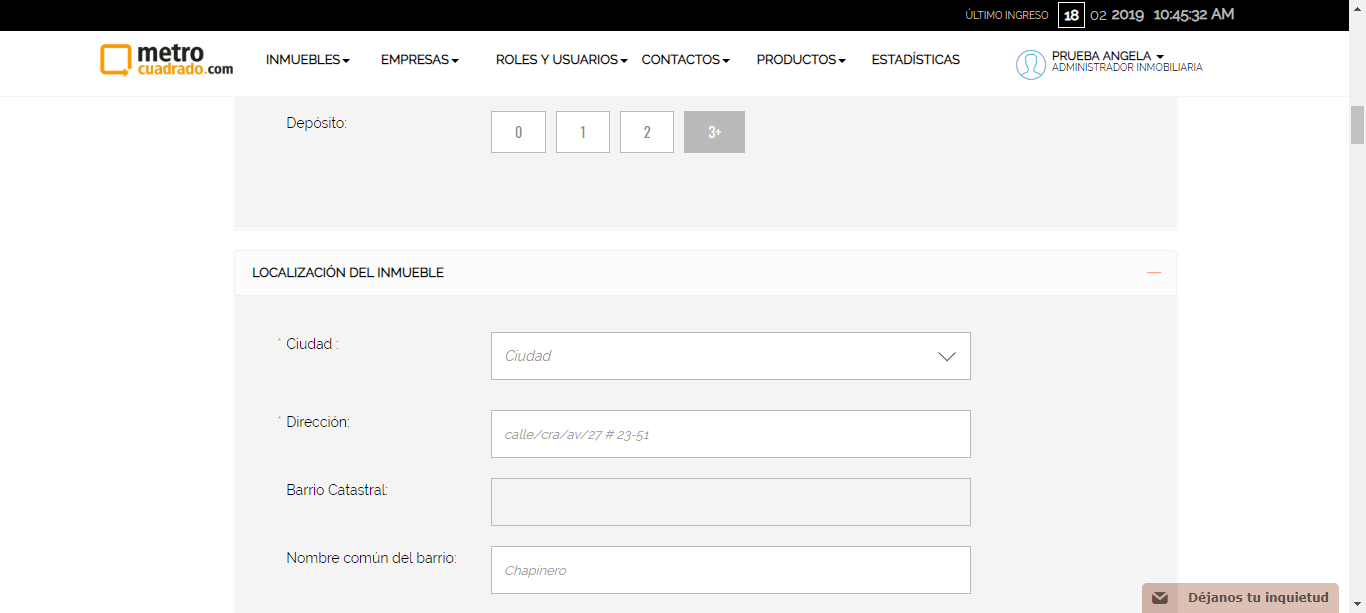 ÚLTIMO INGRESO 18 02 2019 10:45:32 AM
metro
cuadrado.com
INMUEBLES EMPRESAS ROLES Y USUARIOS CONTACTOS PRODUCTOS ESTADÍSTICAS
PRUEBA ANGELA
ADMINISTRADOR INMOBILIARIA
Depósito: 0 1 2 3+
LOCALIZACIÓN DEL INMUEBLE
* Ciudad : Ciudad
* Dirección: calle/cra/av/27 # 23-51
Barrio Catastral:
Nombre común del barrio: Chapinero
Déjanos tu inquietud